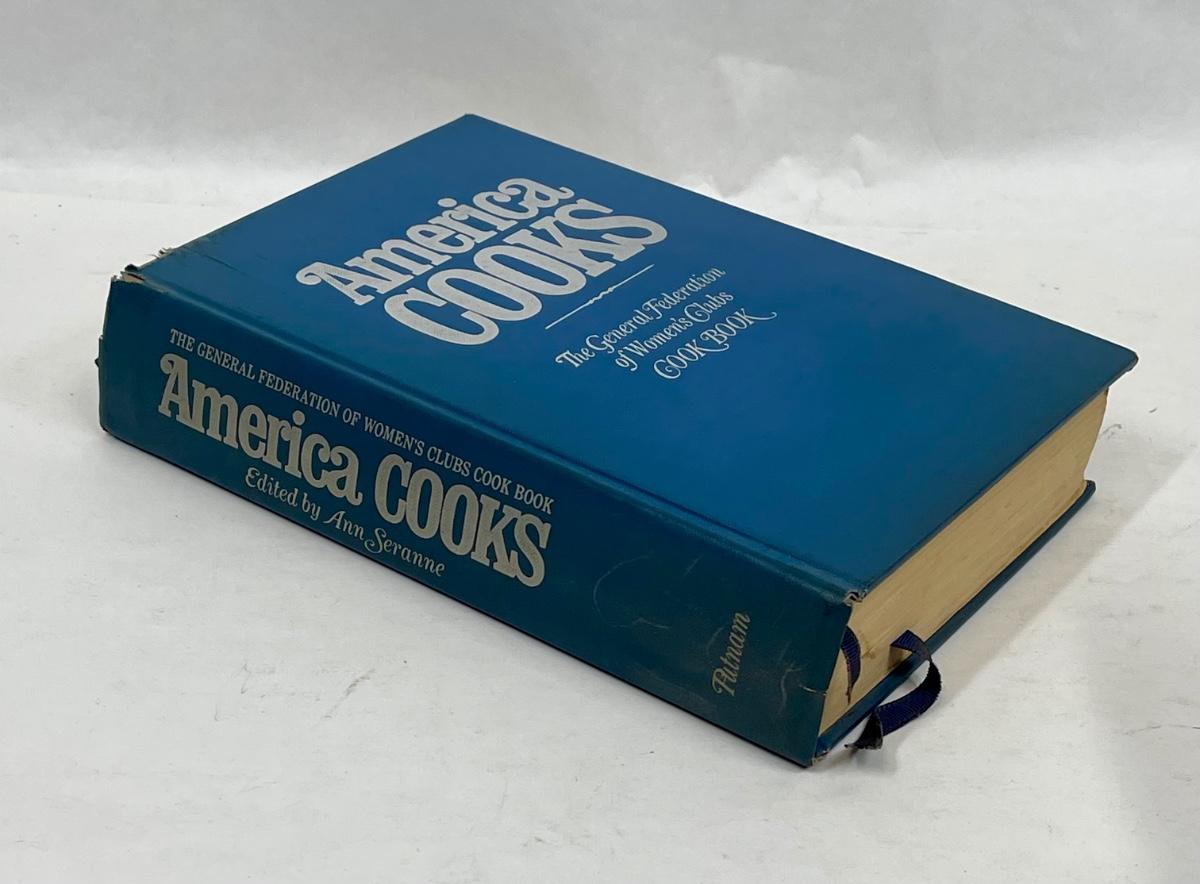 America
COOKS
The General Federation
of Women's Clubs
COOK BOOK
THE GENERAL FEDERATION OF WOMEN'S CLUBS COOK BOOK
America COOKS
Edited by Ann Seranne
Putnam